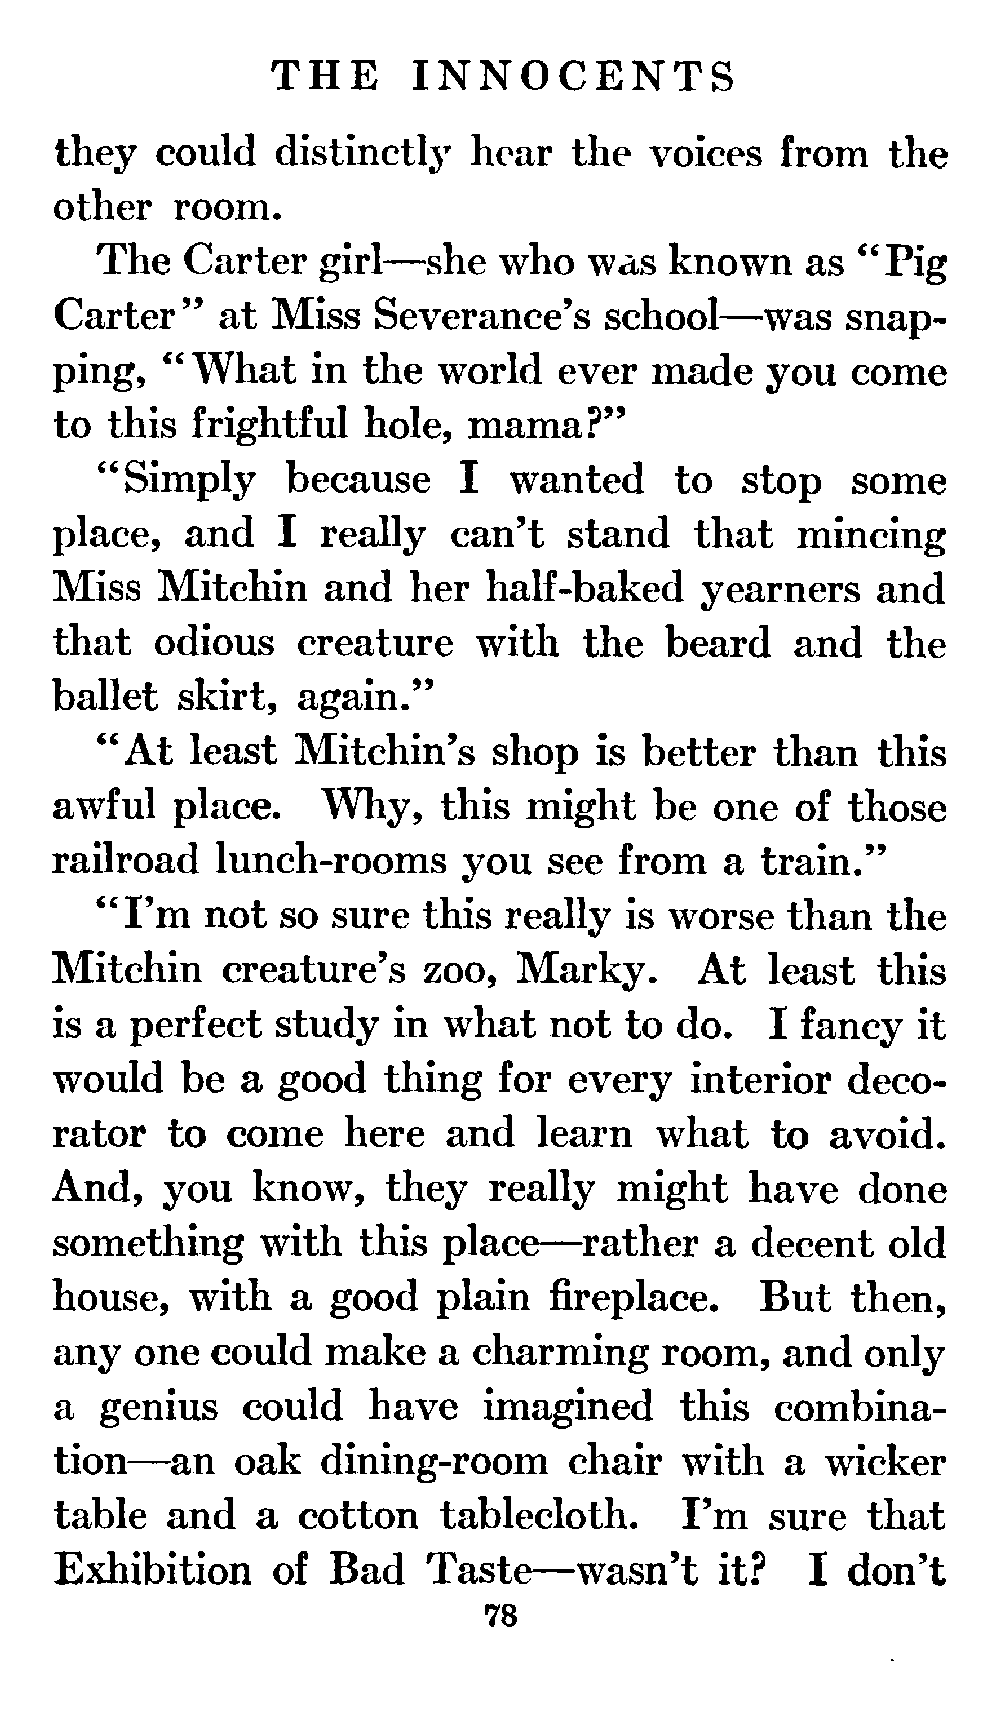 THE INNOCENTS
they could distinctly hear the voices from the
other room.
The Carter girl—she who was known as “Pig
Carter” at Miss Severance’s school—was snap-
ping, “What in the world ever made you come
to this frightful hole, mama?”
“Simply because I wanted to stop some
place, and I really can’t stand that mincing
Miss Mitchin and her half-baked yearners and
that odious creature with the beard and the
ballet skirt, again.”
“At least Mitchin’s shop is better than this
awful place. Why, this might be one of those
railroad lunch-rooms you see from a train.”
“I’m not so sure this really is worse than the
Mitchin creature’s zoo, Marky. At least this
is a perfect study in what not to do. I fancy it
would be a good thing for every interior deco-
rator to come here and learn what to avoid.
And, you know, they really might have done
something with this place—rather a decent old
house, with a good plain fireplace. But then,
any one could make a charming room, and only
a genius could have imagined this combina-
tion—an oak dining-room chair with a wicker
table and a cotton tablecloth. I’m sure that
Exhibition of Bad Taste—wasn’t it? I don’t
78